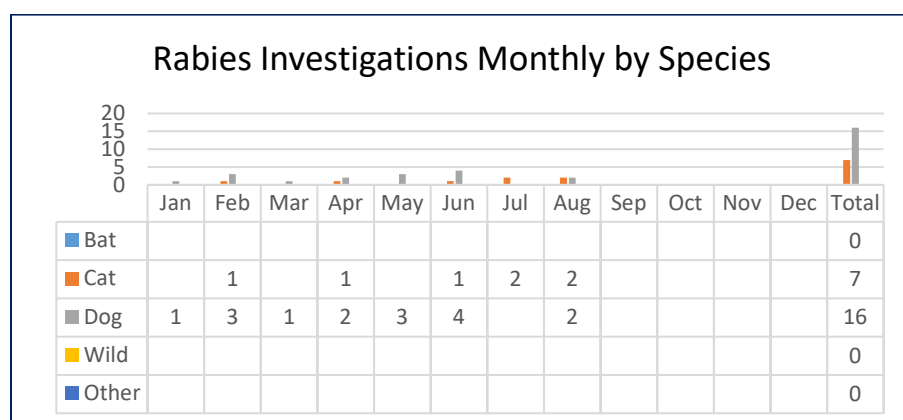 Rabies Investigations Monthly by Species
20
15
10
5
0
Jan Feb Mar Apr May Jun Jul Aug Sep Oct Nov Dec Total
Bat 0
Cat 1 1 1 2 2 7
Dog 1 3 1 2 3 4 2 16
Wild 0
Other 0